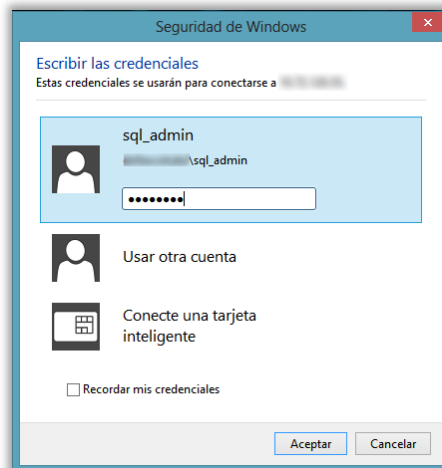 Seguridad de Windows
Escribir las credenciales
Estas credenciales se usarán para conectarse a
sql_admin
\sql_admin
Usar otra cuenta
Conecte una tarjeta
inteligente
Recordar mis credenciales
Aceptar
Cancelar